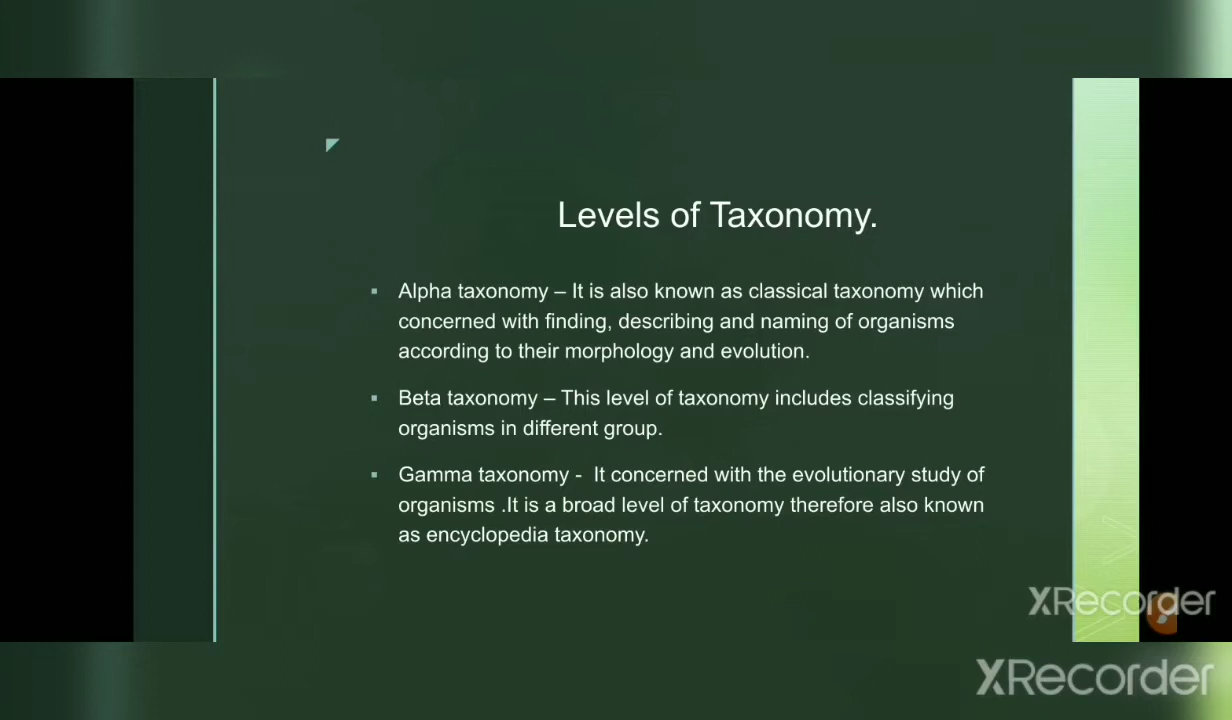 Levels of Taxonomy.
▪ Alpha taxonomy – It is also known as classical taxonomy which
concerned with finding, describing and naming of organisms
according to their morphology and evolution.
▪ Beta taxonomy – This level of taxonomy includes classifying
organisms in different group.
▪ Gamma taxonomy - It concerned with the evolutionary study of
organisms .It is a broad level of taxonomy therefore also known
as encyclopedia taxonomy.
XRecorder
XRecorder